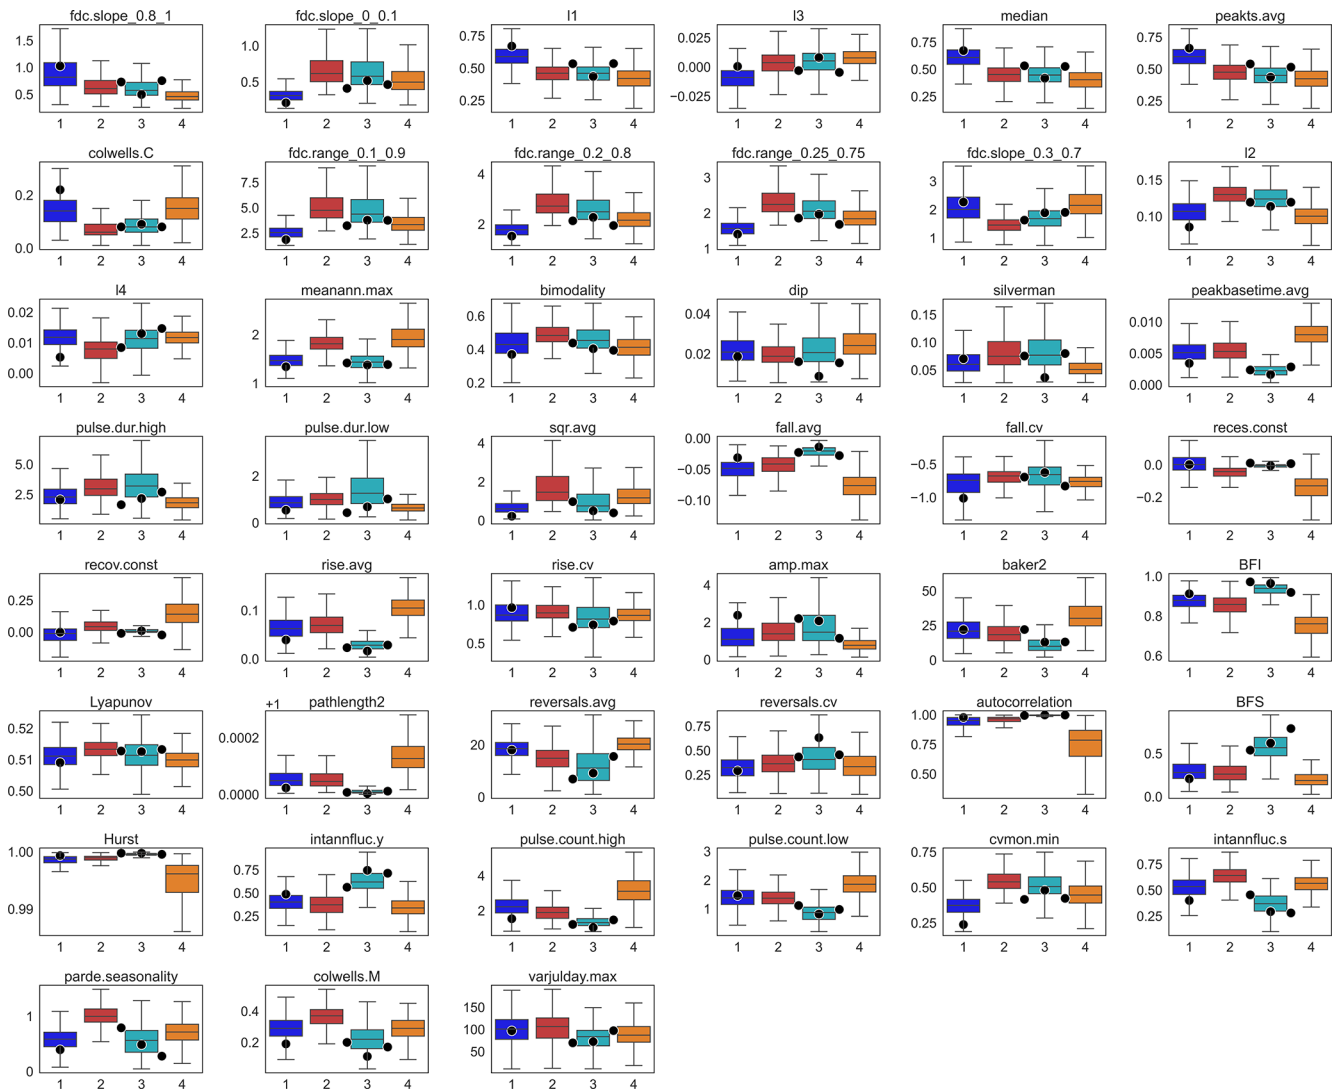 fdc.slope_0.8_1 fdc.slope_0_0.1 l1 l3 median peakts.avg
1.5 1.0 0.5 1.0 0.5 0.75 0.50 0.25 0.025 0.000 −0.025 0.75 0.50 0.25 0.75 0.50 0.25
1 2 3 4 1 2 3 4 1 2 3 4 1 2 3 4 1 2 3 4 1 2 3 4
colwells.C fdc.range_0.1_0.9 fdc.range_0.2_0.8 fdc.range_0.25_0.75 fdc.slope_0.3_0.7 l2
0.2 0.0 7.5 5.0 2.5 4 2 3 2 1 3 2 1 0.15 0.10
1 2 3 4 1 2 3 4 1 2 3 4 1 2 3 4 1 2 3 4 1 2 3 4
l4 meanann.max bimodality dip silverman peakbasetime.avg
0.02 0.01 0.00 2 1 0.6 0.4 0.2 0.04 0.02 0.15 0.10 0.05 0.010 0.005 0.000
1 2 3 4 1 2 3 4 1 2 3 4 1 2 3 4 1 2 3 4 1 2 3 4
pulse.dur.high pulse.dur.low sqr.avg fall.avg fall.cv reces.const
5.0 2.5 2 0 4 2 0 0.00 −0.05 −0.10 −0.5 −1.0 0.0 −0.2
1 2 3 4 1 2 3 4 1 2 3 4 1 2 3 4 1 2 3 4 1 2 3 4
recov.const rise.avg rise.cv amp.max baker2 BFI
0.25 0.00 0.1 0.0 1.0 0.5 4 2 0 50 25 0 1.0 0.8 0.6
1 2 3 4 1 2 3 4 1 2 3 4 1 2 3 4 1 2 3 4 1 2 3 4
Lyapunov +1 pathlength2 reversals.avg reversals.cv autocorrelation BFS
0.52 0.51 0.50 0.0002 0.0000 20 0 0.75 0.50 0.25 1.00 0.75 0.50 0.5 0.0
1 2 3 4 1 2 3 4 1 2 3 4 1 2 3 4 1 2 3 4 1 2 3 4
Hurst intannfluc.y pulse.count.high pulse.count.low cvmon.min intannfluc.s
1.00 0.99 0.75 0.50 0.25 4 2 3 2 1 0.75 0.50 0.25 0.75 0.50 0.25
1 2 3 4 1 2 3 4 1 2 3 4 1 2 3 4 1 2 3 4 1 2 3 4
parde.seasonality colwells.M varjulday.max
1 0 0.4 0.2 150 100 50
1 2 3 4 1 2 3 4 1 2 3 4